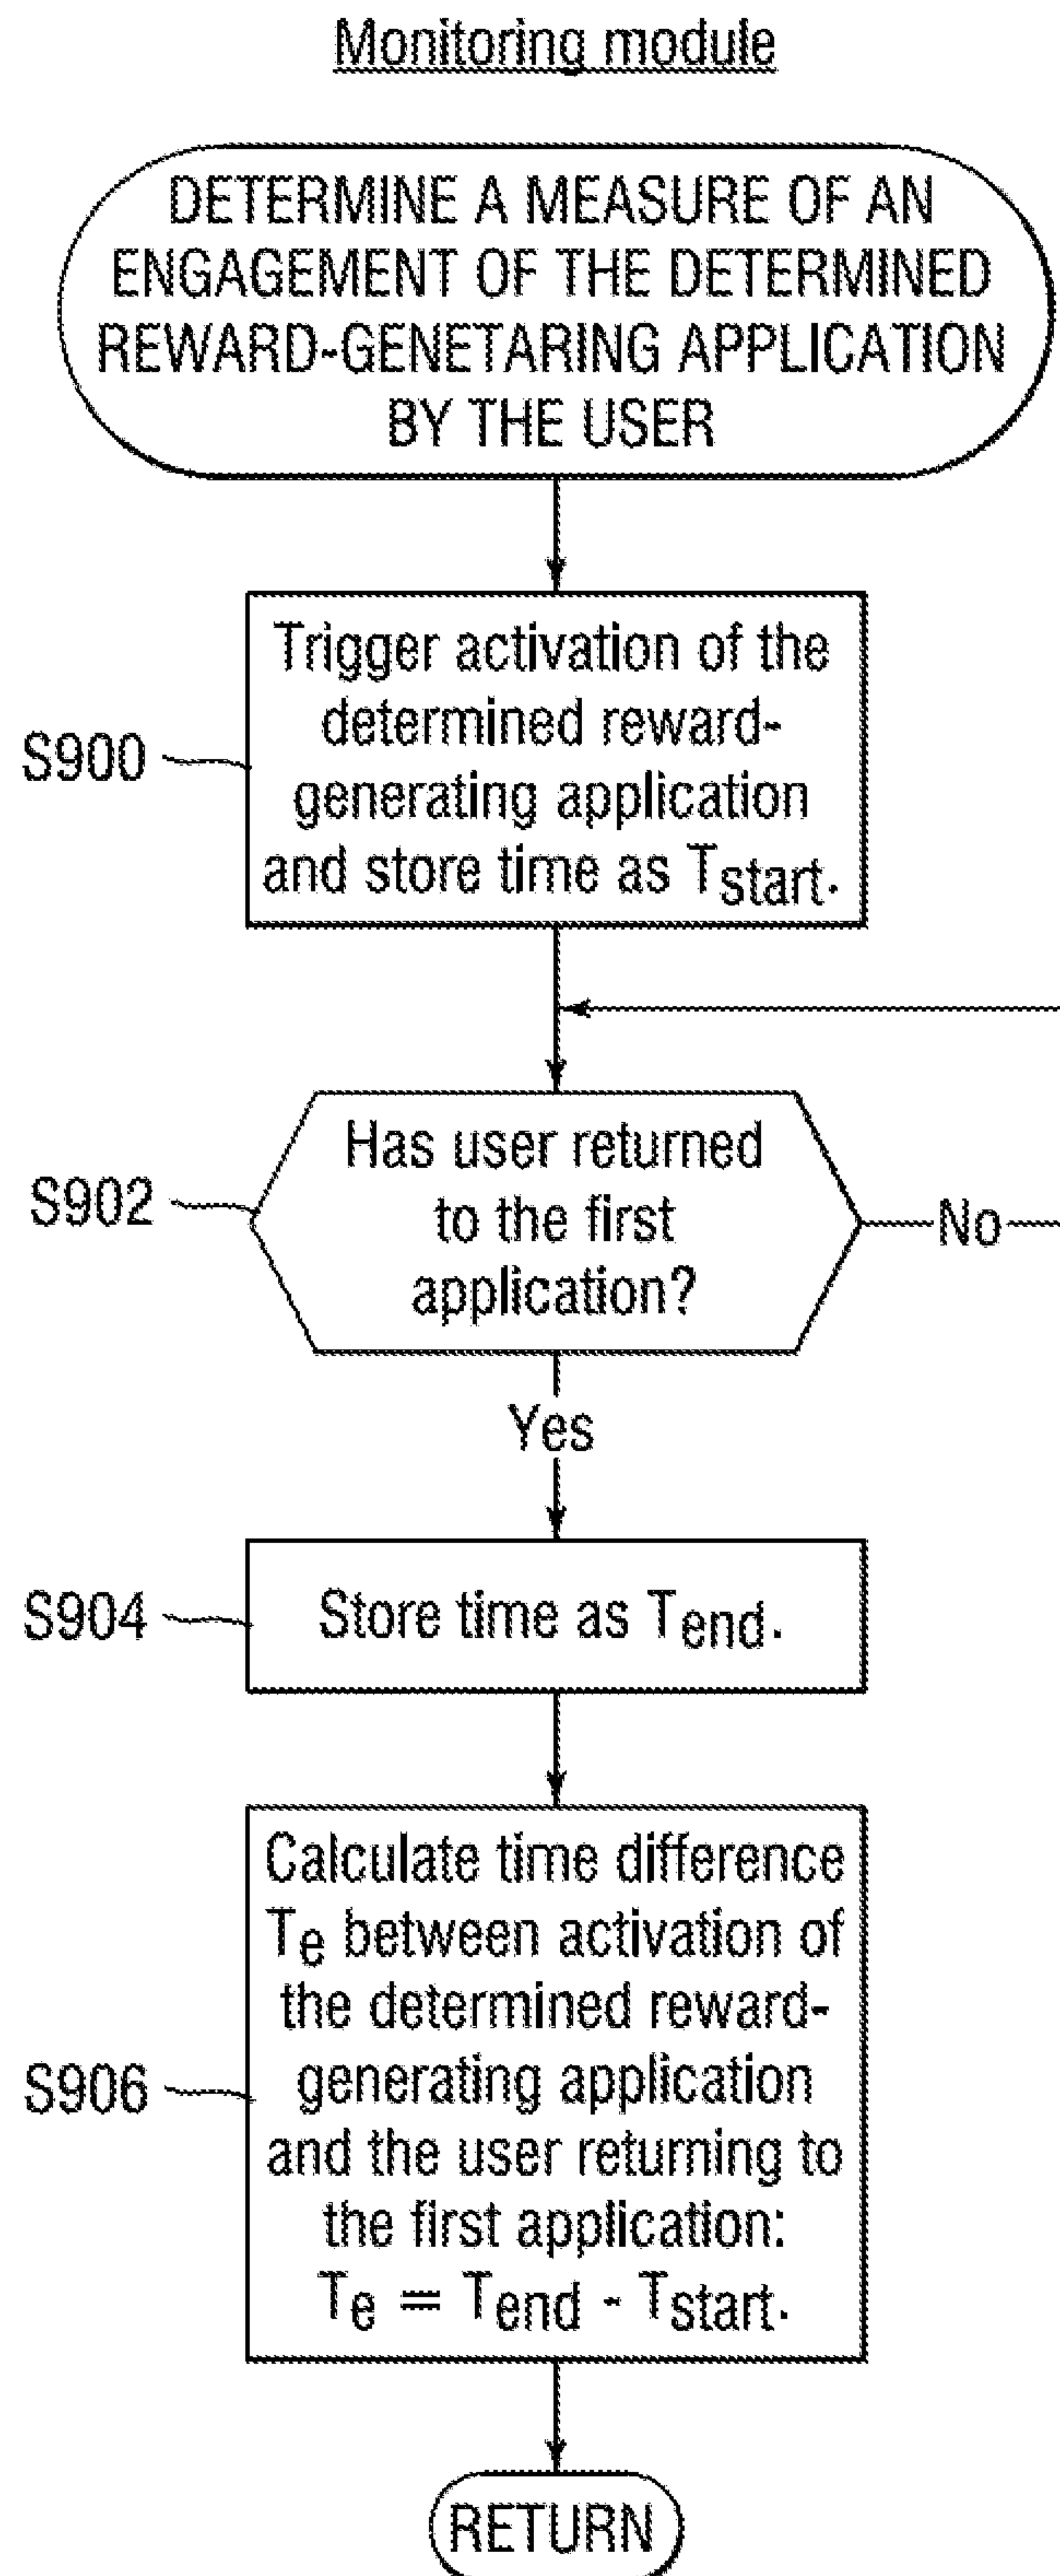 Monitoring module
DETERMINE A MEASURE OF AN
ENGAGEMENT OF THE DETERMINED
REWARD-GENETARING APPLICATION
BY THE USER
S900
Trigger activation of the
determined reward-
generating application
and store time as Tstart.
S902
Has user returned
to the first
application?
No
Yes
S904
Store time as Tend.
S906
Calculate time difference
Te between activation of
the determined reward-
generating application
and the user returning to
the first application:
Te = Tend - Tstart.
RETURN